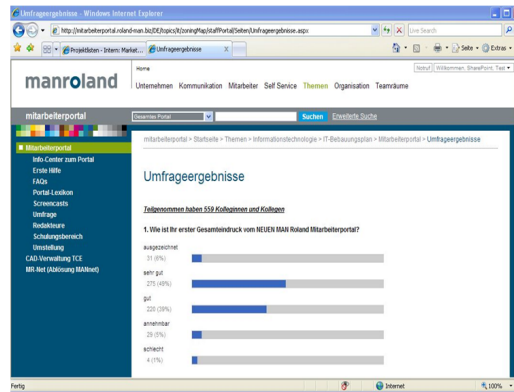 Umfrageergebnisse - Windows Internet Explorer
http://mitarbeiterportal.roland-man.biz/DE/topics/it/zoningMap/staffPortal/Seiten/Umfrageergebnisse.aspx
Live Search
Projektlisten - Intern: Market...
Umfrageergebnisse
Seite
Extras
manroland
Home
Notruf
Willkommen, SharePoint, Test
Unternehmen Kommunikation Mitarbeiter Self Service Themen Organisation Teamräume
mitarbeiterportal
Gesamtes Portal
Suchen
Erweiterte Suche
mitarbeiterportal > Startseite > Themen > Informationstechnologie > IT-Bebauungsplan > Mitarbeiterportal > Umfrageergebnisse
Mitarbeiterportal
Info-Center zum Portal
Erste Hilfe
FAQs
Portal-Lexikon
Screencasts
Umfrage
Redakteure
Schulungsbereich
Umstellung
CAD-Verwaltung TCE
MR-Net (Ablösung MANnet)
Umfrageergebnisse
Teilgenommen haben 559 Kolleginnen und Kollegen
1. Wie ist Ihr erster Gesamteindruck vom NEUEN MAN Roland Mitarbeiterportal?
ausgezeichnet
31 (6%)
sehr gut
275 (49%)
gut
220 (39%)
annehmbar
29 (5%)
schlecht
4 (1%)
Fertig
Internet
100%